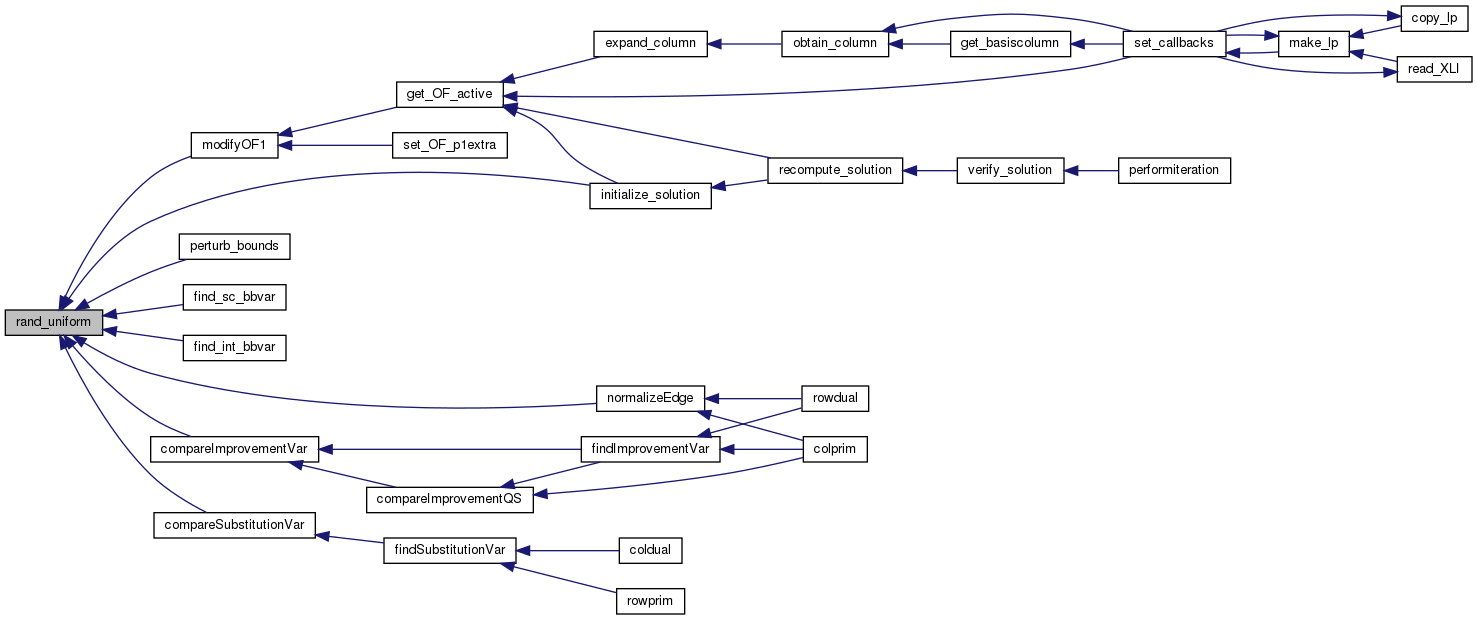 copy_lp
expand_column
obtain_column
get_basiscolumn
set_callbacks
make_lp
read_XLI
get_OF_active
modifyOF1
set_OF_p1extra
recompute_solution
verify_solution
performiteration
initialize_solution
perturb_bounds
find_sc_bbvar
rand_uniform
find_int_bbvar
normalizeEdge
rowdual
compareImprovementVar
findImprovementVar
colprim
compareImprovementQS
compareSubstitutionVar
findSubstitutionVar
coldual
rowprim